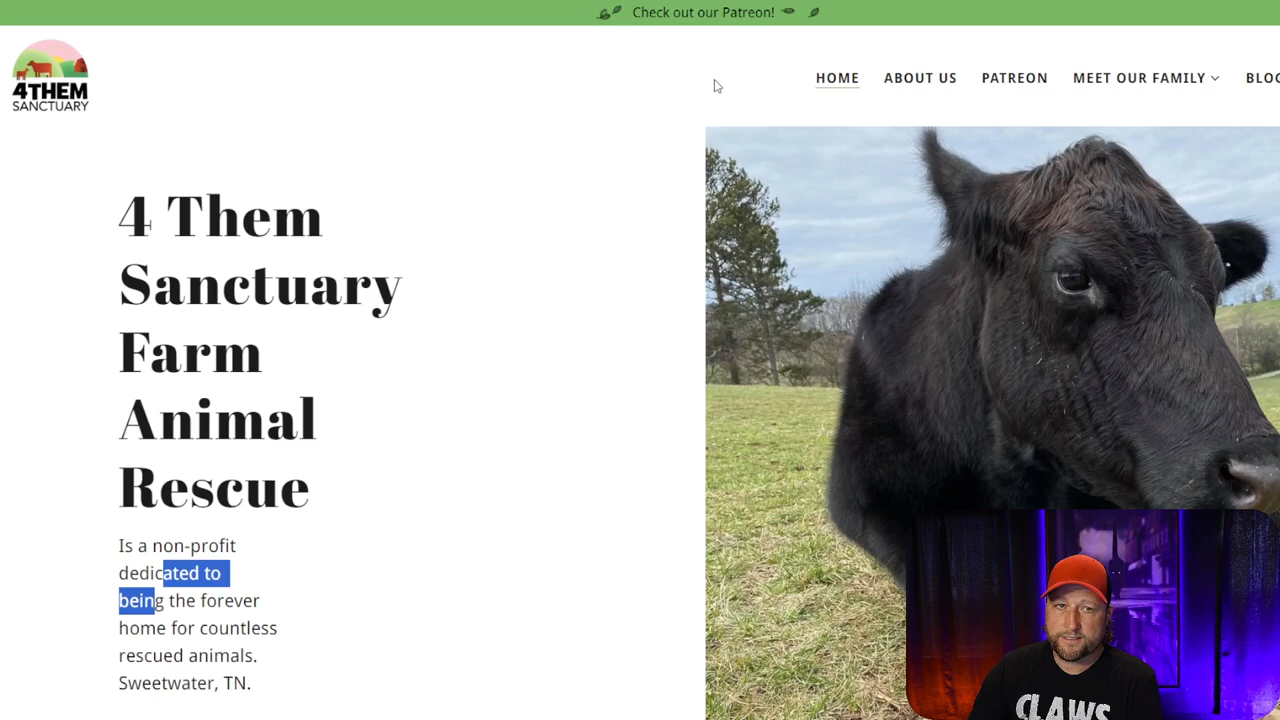 Check out our Patreon!
4THEM
SANCTUARY
HOME
ABOUT US
PATREON
MEET OUR FAMILY
BLOG
4 Them
Sanctuary
Farm
Animal
Rescue
Is a non-profit
dedicated to
being the forever
home for countless
rescued animals.
Sweetwater, TN.
CLAWS